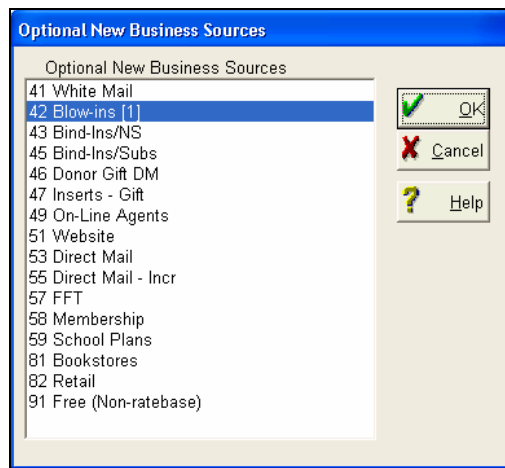 Optional New Business Sources
Optional New Business Sources
41 White Mail
42 Blow-ins [1]
43 Bind-Ins/NS
45 Bind-Ins/Subs
46 Donor Gift DM
47 Inserts - Gift
49 On-Line Agents
51 Website
53 Direct Mail
55 Direct Mail - Incr
57 FFT
58 Membership
59 School Plans
81 Bookstores
82 Retail
91 Free (Non-ratebase)
OK
Cancel
Help